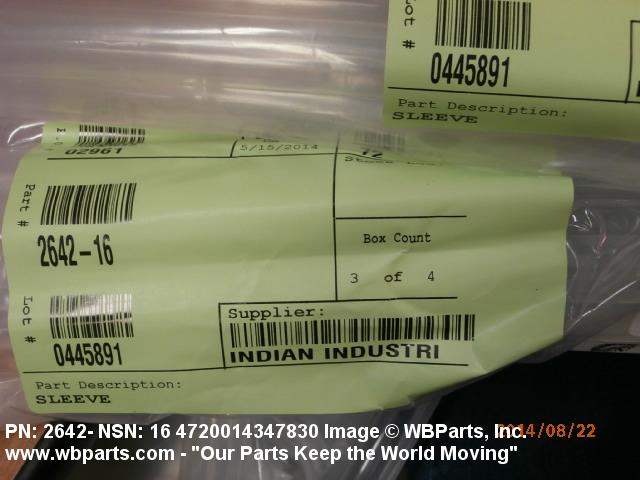 Lot #
0445891
Part Description:
SLEEVE
02961
5/15/2014
12
Part #
2642-16
Box Count
3 of 4
Lot #
0445891
Supplier:
INDIAN INDUSTRI
Part Description:
SLEEVE
2014/08/22
PN: 2642- NSN: 16 4720014347830 Image © WBParts, Inc.
www.wbparts.com - "Our Parts Keep the World Moving"